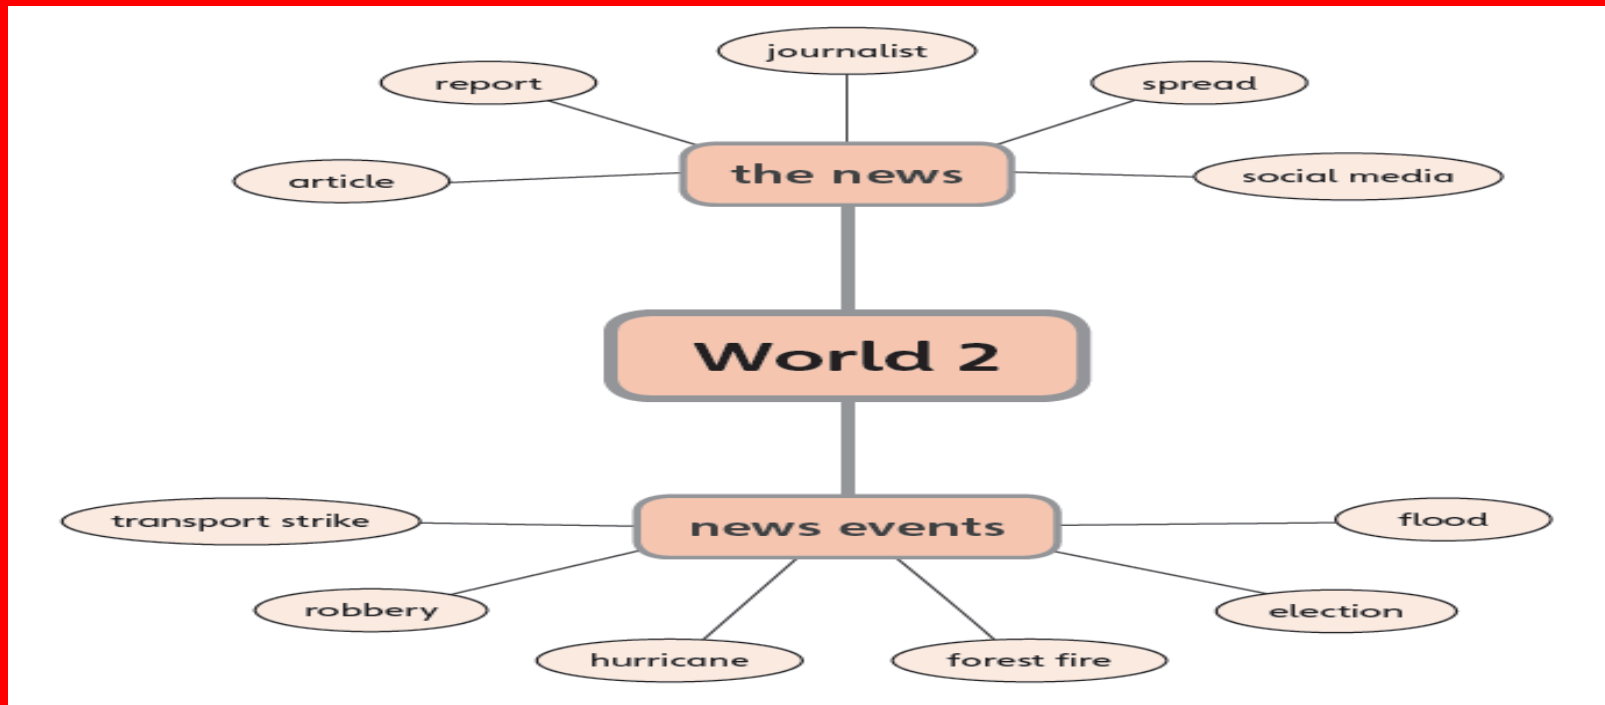 journalist
report
spread
the news
article
social media
World 2
transport strike
news events
flood
robbery
election
hurricane
forest fire